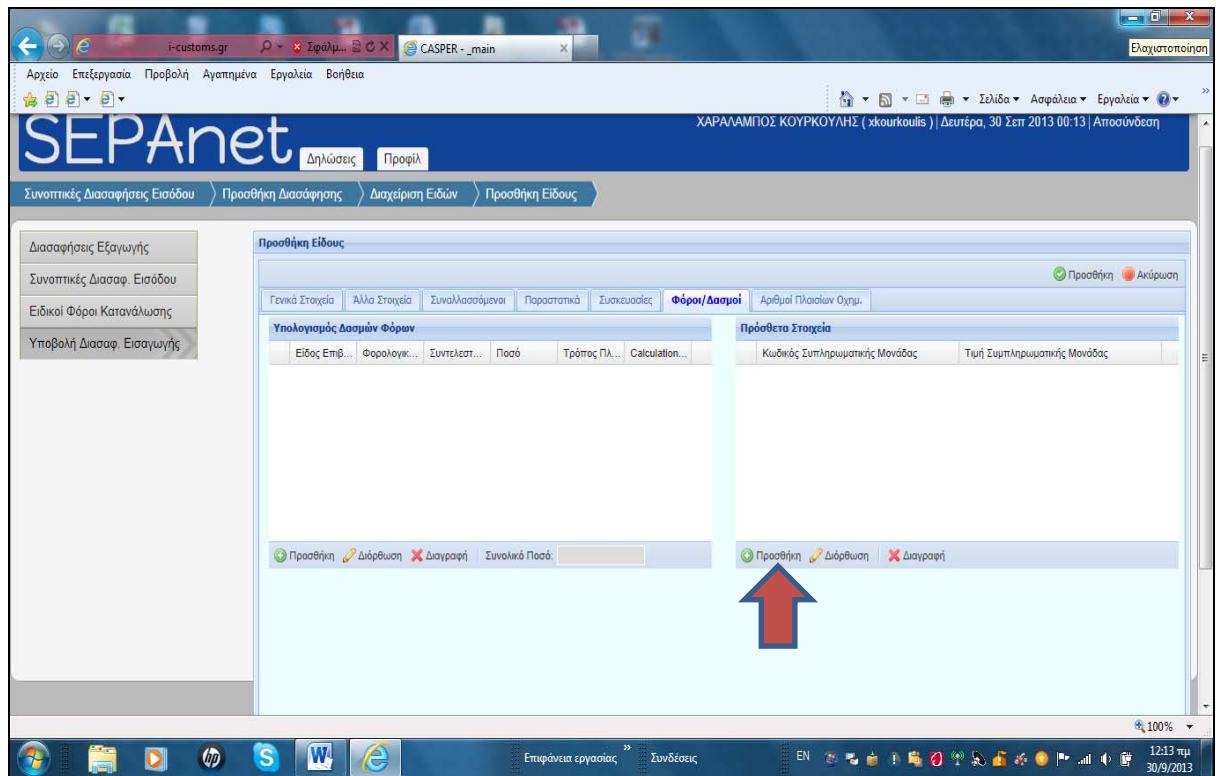 Ελαχιστοποίηση
i-customs.gr
Σφάλμ...
CASPER - _main
Αρχείο Επεξεργασία Προβολή Αγαπημένα Εργαλεία Βοήθεια
Σελίδα Ασφάλεια Εργαλεία
SEPAnet
Δηλώσεις Προφίλ
ΧΑΡΑΛΑΜΠΟΣ ΚΟΥΡΚΟΥΛΗΣ ( xkourkoulis ) | Δευτέρα, 30 Σεπ 2013 00:13 | Αποσύνδεση
Συνοπτικές Διασαφήσεις Εισόδου Προσθήκη Διασάφησης Διαχείριση Ειδών Προσθήκη Είδους
Διασαφήσεις Εξαγωγής
Συνοπτικές Διασαφ. Εισόδου
Ειδικοί Φόροι Κατανάλωσης
Υποβολή Διασαφ. Εισαγωγής
Προσθήκη Είδους
Προσθήκη Ακύρωση
Γενικά Στοιχεία Άλλα Στοιχεία Συναλλασσόμενοι Παραστατικά Συσκευασίες Φόροι/Δασμοί Αριθμοί Πλαισίων Οχημ.
Υπολογισμός Δασμών Φόρων
Είδος Επιβ... Φορολογικ... Συντελεστ... Ποσό Τρόπος Πλ... Calculation...
Προσθήκη Διόρθωση Διαγραφή Συνολικό Ποσό:
Πρόσθετα Στοιχεία
Κωδικός Συπληρωματικής Μονάδας Τιμή Συμπληρωματικής Μονάδας
Προσθήκη Διόρθωση Διαγραφή
100%
Επιφάνεια εργασίας » Συνδέσεις
EN
12:13 πμ
30/9/2013